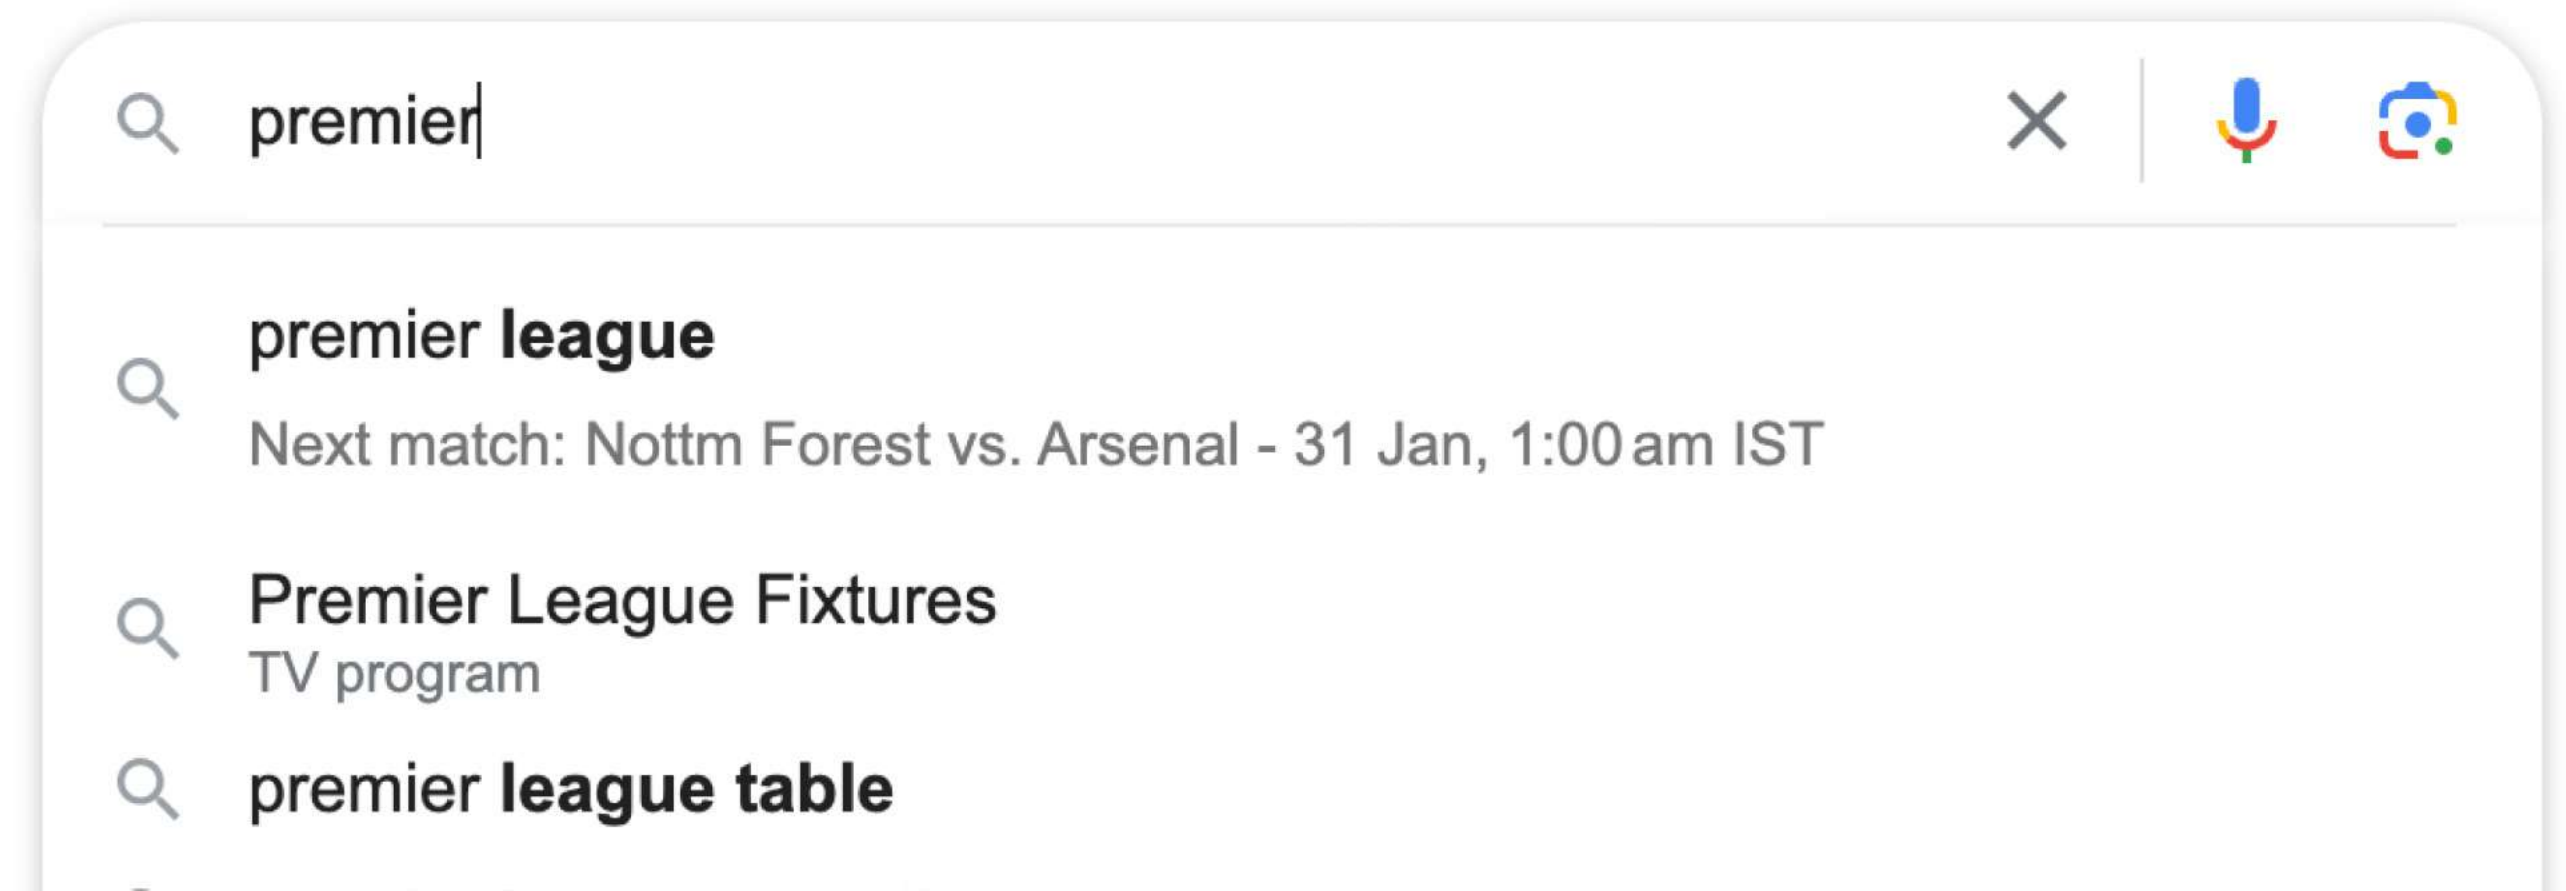 premier
premier league
Next match: Nottm Forest vs. Arsenal - 31 Jan, 1:00 am IST
Premier League Fixtures
TV program
premier league table